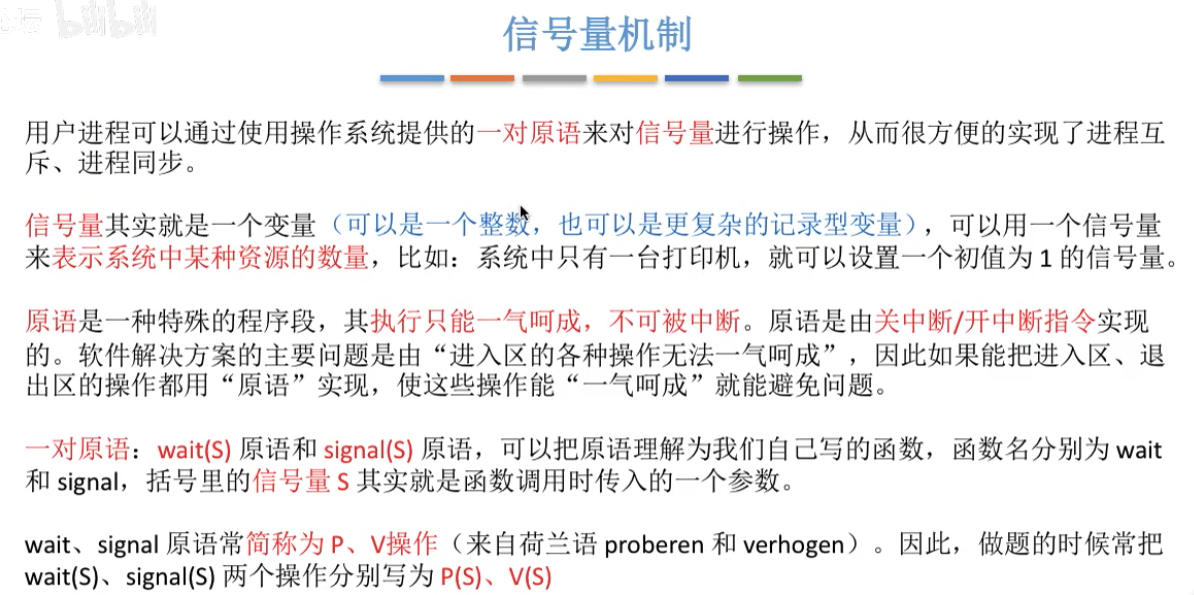 bilibili
信号量机制
用户进程可以通过使用操作系统提供的一对原语来对信号量进行操作，从而很方便的实现了进程互
斥、进程同步。
信号量其实就是一个变量（可以是一个整数，也可以是更复杂的记录型变量），可以用一个信号量
来表示系统中某种资源的数量，比如：系统中只有一台打印机，就可以设置一个初值为 1 的信号量。
原语是一种特殊的程序段，其执行只能一气呵成，不可被中断。原语是由关中断/开中断指令实现
的。软件解决方案的主要问题是由“进入区的各种操作无法一气呵成”，因此如果能把进入区、退
出区的操作都用“原语”实现，使这些操作能“一气呵成”就能避免问题。
一对原语：wait(S) 原语和 signal(S) 原语，可以把原语理解为我们自己写的函数，函数名分别为 wait
和 signal，括号里的信号量 S 其实就是函数调用时传入的一个参数。
wait、signal 原语常简称为 P、V操作（来自荷兰语 proberen 和 verhogen）。因此，做题的时候常把
wait(S)、signal(S) 两个操作分别写为 P(S)、V(S)